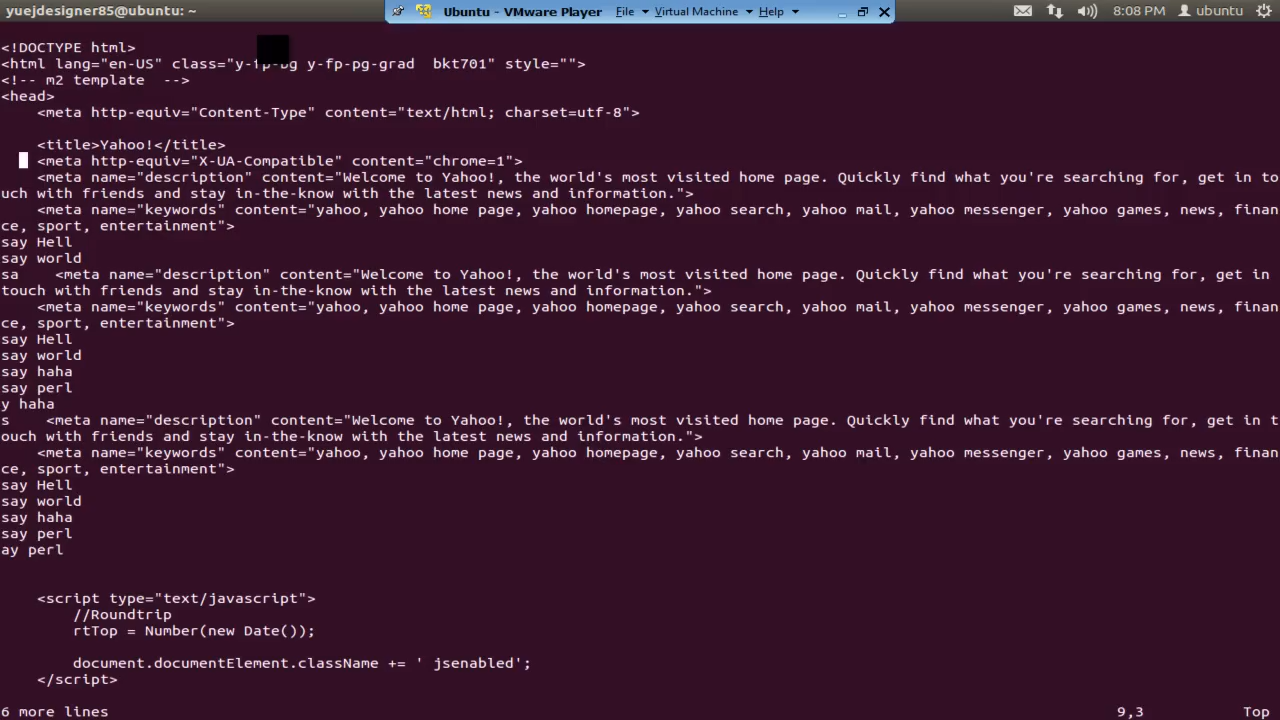 yuejdesigner85@ubuntu: ~
Ubuntu - VMware Player File Virtual Machine Help
8:08 PM ubuntu
<!DOCTYPE html>
<html lang="en-US" class="y-fp-bg y-fp-pg-grad  bkt701" style="">
<!-- m2 template  -->
<head>
    <meta http-equiv="Content-Type" content="text/html; charset=utf-8">
    <title>Yahoo!</title>
    <meta http-equiv="X-UA-Compatible" content="chrome=1">
    <meta name="description" content="Welcome to Yahoo!, the world's most visited home page. Quickly find what you're searching for, get in to
uch with friends and stay in-the-know with the latest news and information.">
    <meta name="keywords" content="yahoo, yahoo home page, yahoo homepage, yahoo search, yahoo mail, yahoo messenger, yahoo games, news, finan
ce, sport, entertainment">
say Hell
say world
sa    <meta name="description" content="Welcome to Yahoo!, the world's most visited home page. Quickly find what you're searching for, get in
touch with friends and stay in-the-know with the latest news and information.">
    <meta name="keywords" content="yahoo, yahoo home page, yahoo homepage, yahoo search, yahoo mail, yahoo messenger, yahoo games, news, finan
ce, sport, entertainment">
say Hell
say world
say haha
say perl
y haha
s    <meta name="description" content="Welcome to Yahoo!, the world's most visited home page. Quickly find what you're searching for, get in t
ouch with friends and stay in-the-know with the latest news and information.">
    <meta name="keywords" content="yahoo, yahoo home page, yahoo homepage, yahoo search, yahoo mail, yahoo messenger, yahoo games, news, finan
ce, sport, entertainment">
say Hell
say world
say haha
say perl
ay perl
    <script type="text/javascript">
        //Roundtrip
        rtTop = Number(new Date());
        document.documentElement.className += ' jsenabled';
    </script>
6 more lines 9,3 Top